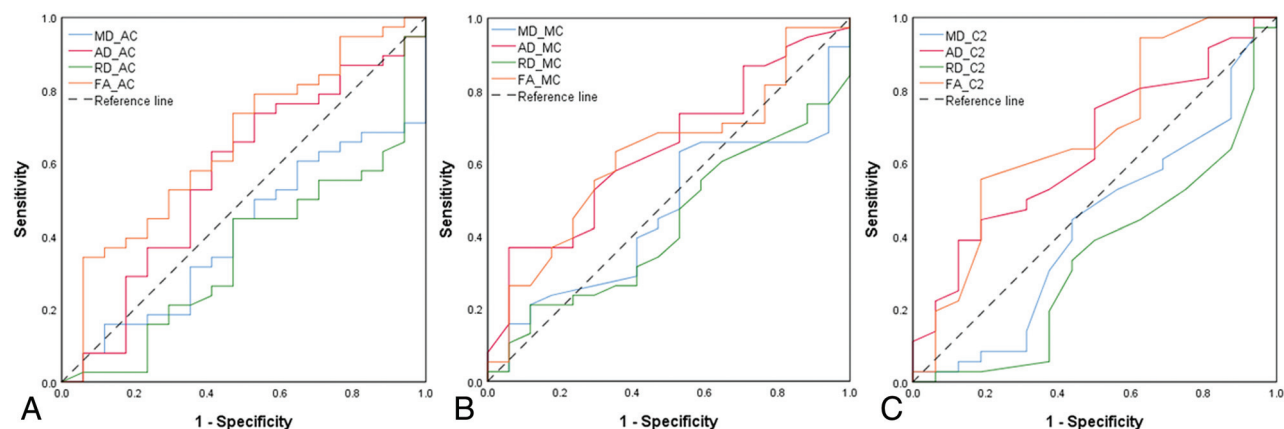 1.0
0.8
0.6
0.4
0.2
0.0
Sensitivity
MD_AC
AD_AC
RD_AC
FA_AC
Reference line
0.0 0.2 0.4 0.6 0.8 1.0
1 - Specificity
A
1.0
0.8
0.6
0.4
0.2
0.0
Sensitivity
MD_MC
AD_MC
RD_MC
FA_MC
Reference line
0.0 0.2 0.4 0.6 0.8 1.0
1 - Specificity
B
1.0
0.8
0.6
0.4
0.2
0.0
Sensitivity
MD_C2
AD_C2
RD_C2
FA_C2
Reference line
0.0 0.2 0.4 0.6 0.8 1.0
1 - Specificity
C